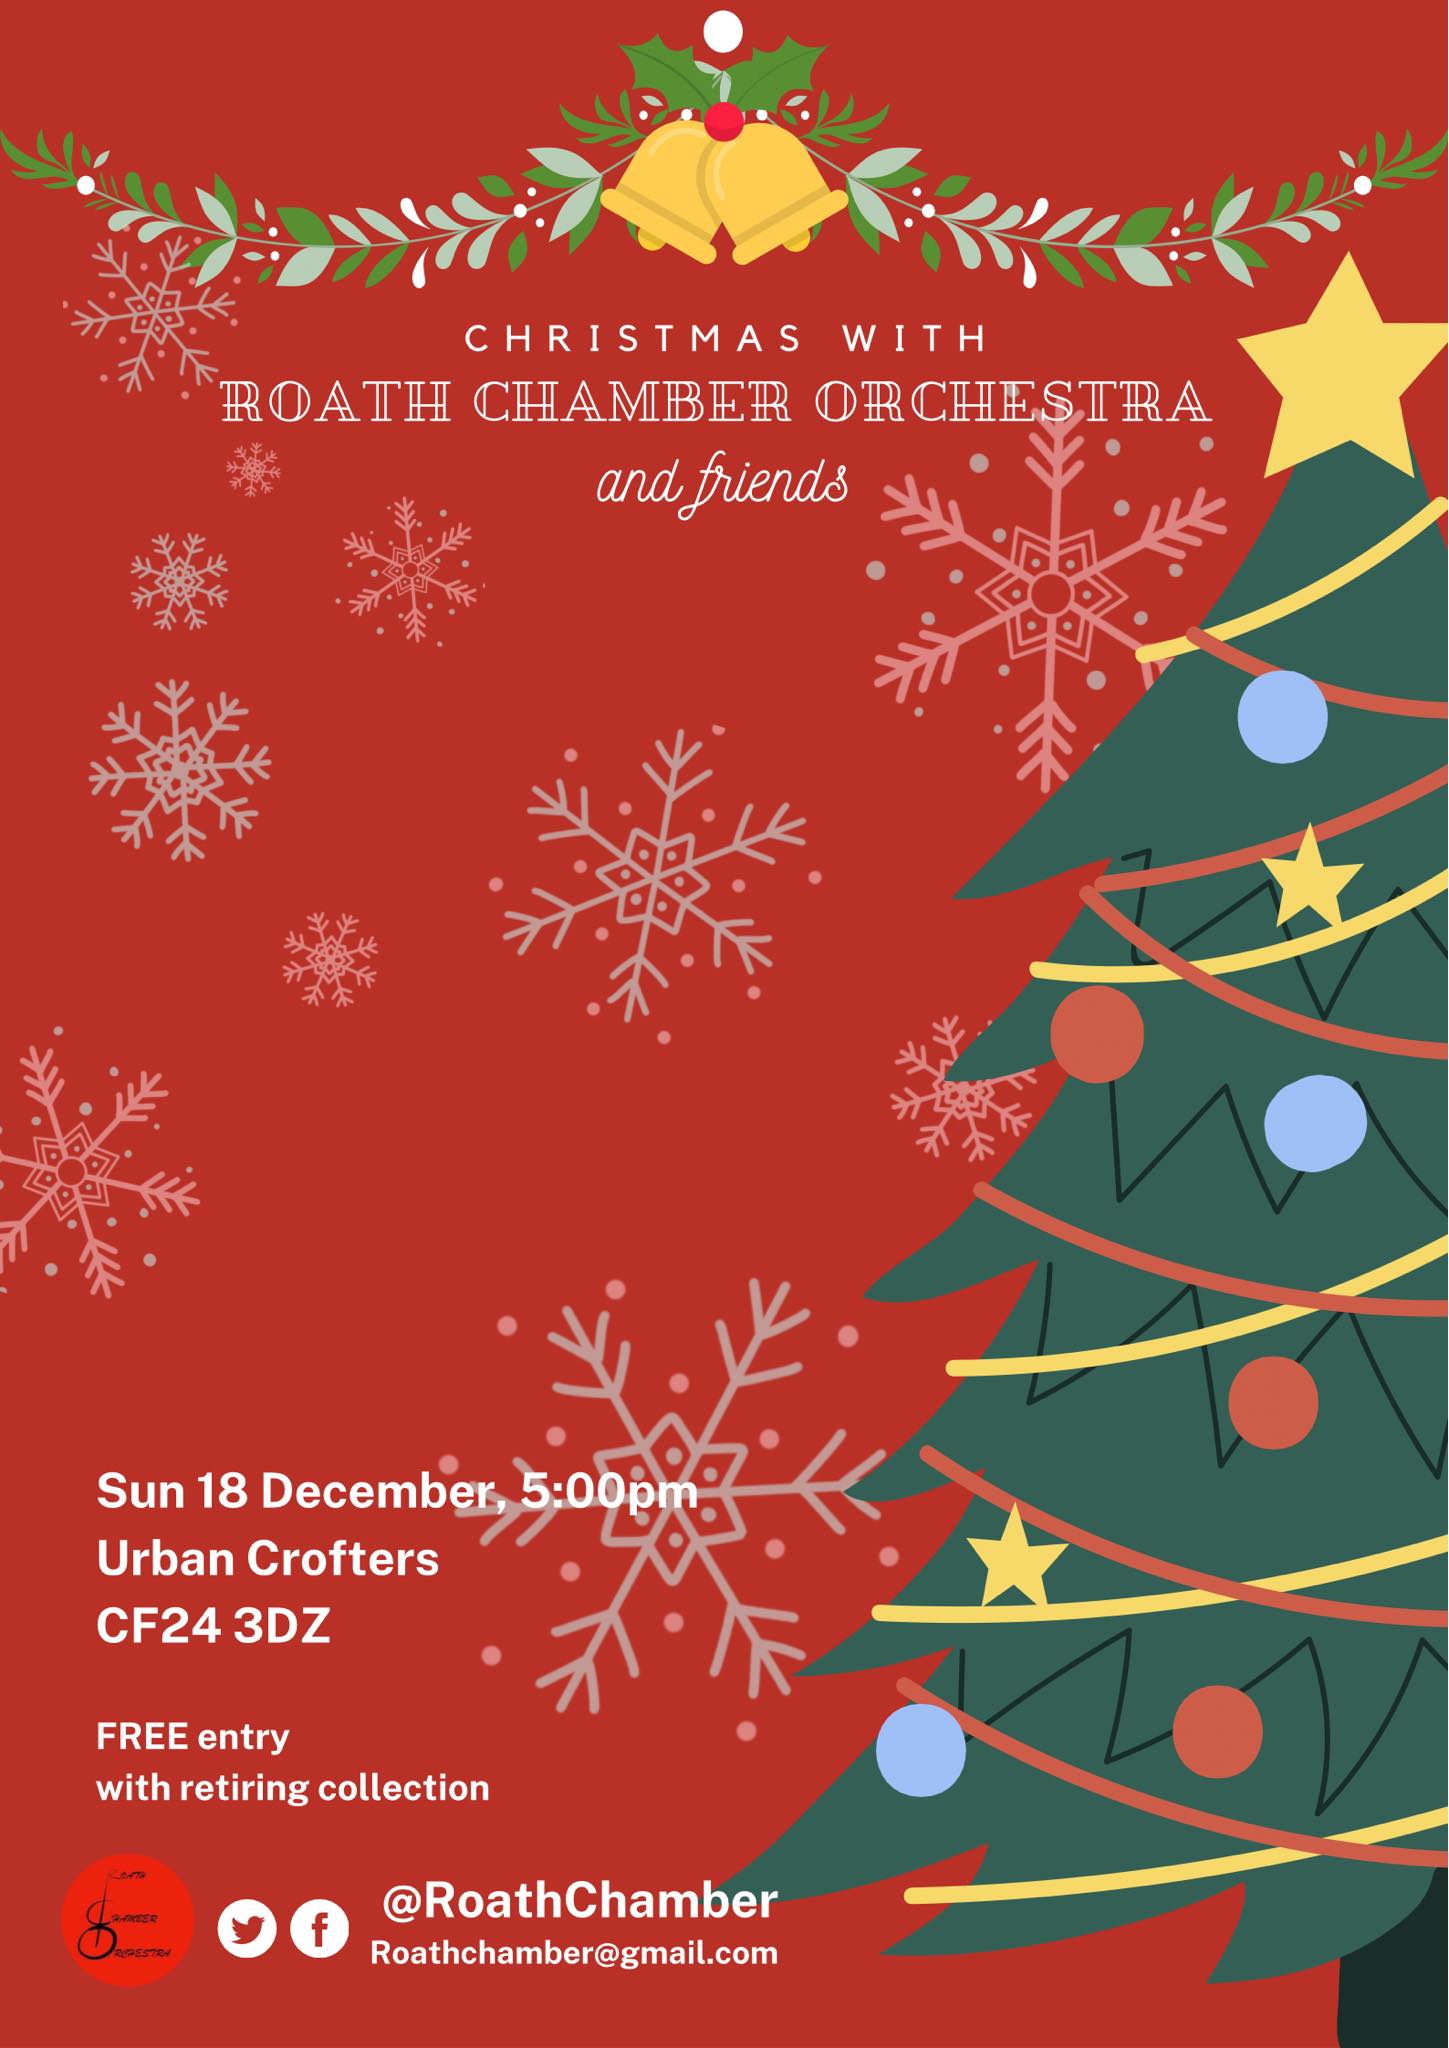 CHRISTMAS WITH
ROATH CHAMBER ORCHESTRA
and friends
Sun 18 December, 5:00pm
Urban Crofters
CF24 3DZ
FREE entry
with retiring collection
ROATH
CHAMBER
ORCHESTRA
@RoathChamber
Roathchamber@gmail.com